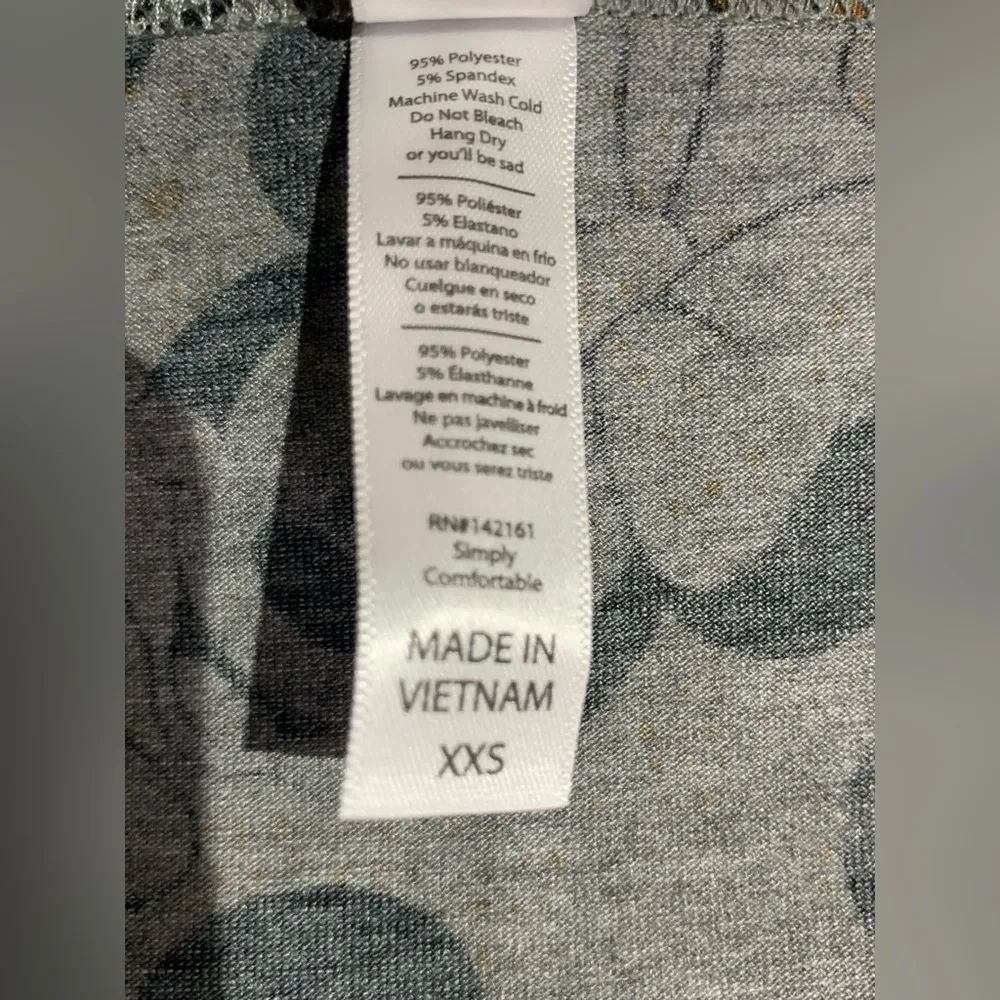 95% Polyester
5% Spandex
Machine Wash Cold
Do Not Bleach
Hang Dry
or you'll be sad
95% Poliéster
5% Elastano
Lavar a máquina en frío
No usar blanqueador
Cuelgue en seco
o estarás triste
95% Polyester
5% Élasthanne
Lavage en machine à froid
Ne pas javelliser
Accrochez sec
ou vous serez triste
RN#142161
Simply
Comfortable
MADE IN
VIETNAM
XXS